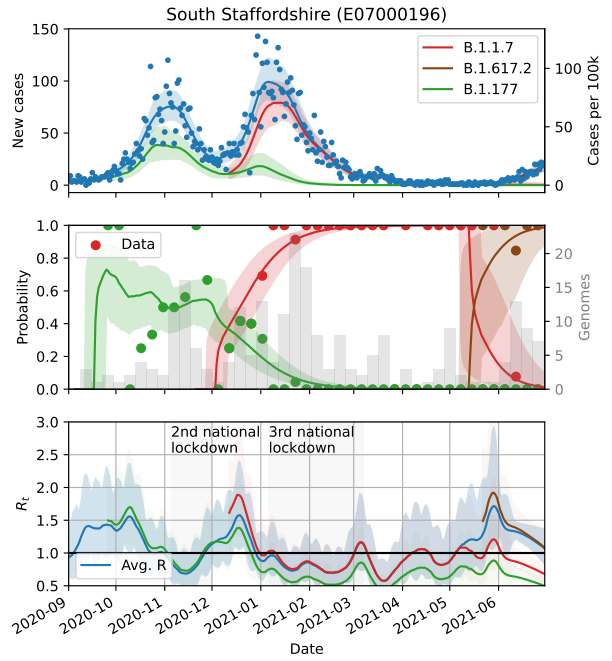 South Staffordshire (E07000196)
150
100
50
0
New cases
B.1.1.7
B.1.617.2
B.1.177
100
50
0
Cases per 100k
1.0
0.8
0.6
0.4
0.2
0.0
Probability
Data
20
15
10
5
0
Genomes
3.0
2.5
2.0
1.5
1.0
0.5
R_t
2nd national
lockdown
3rd national
lockdown
Avg. R
2020-09
2020-10
2020-11
2020-12
2021-01
2021-02
2021-03
2021-04
2021-05
2021-06
Date